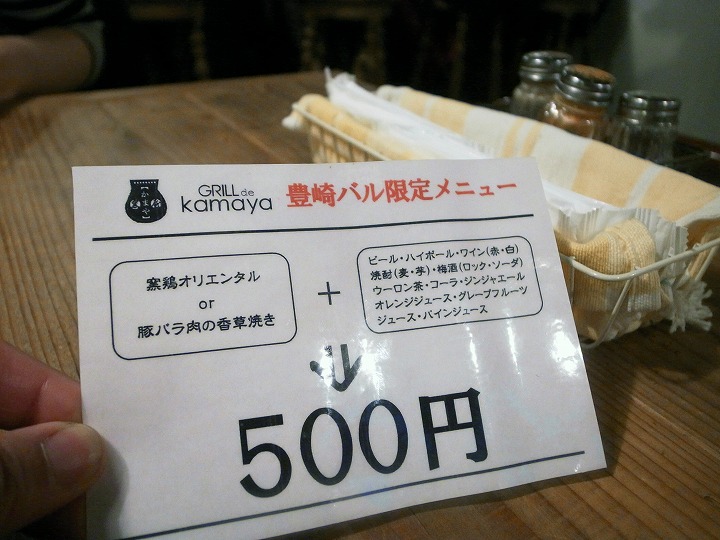 【かまや】
GRILL de
kamaya
豊崎バル限定メニュー
窯鶏オリエンタル
or
豚バラ肉の香草焼き
+
ビール・ハイボール・ワイン(赤・白)
焼酎(麦・芋)・梅酒(ロック・ソーダ)
ウーロン茶・コーラ・ジンジャエール
オレンジジュース・グレープフルーツ
ジュース・パインジュース
500円